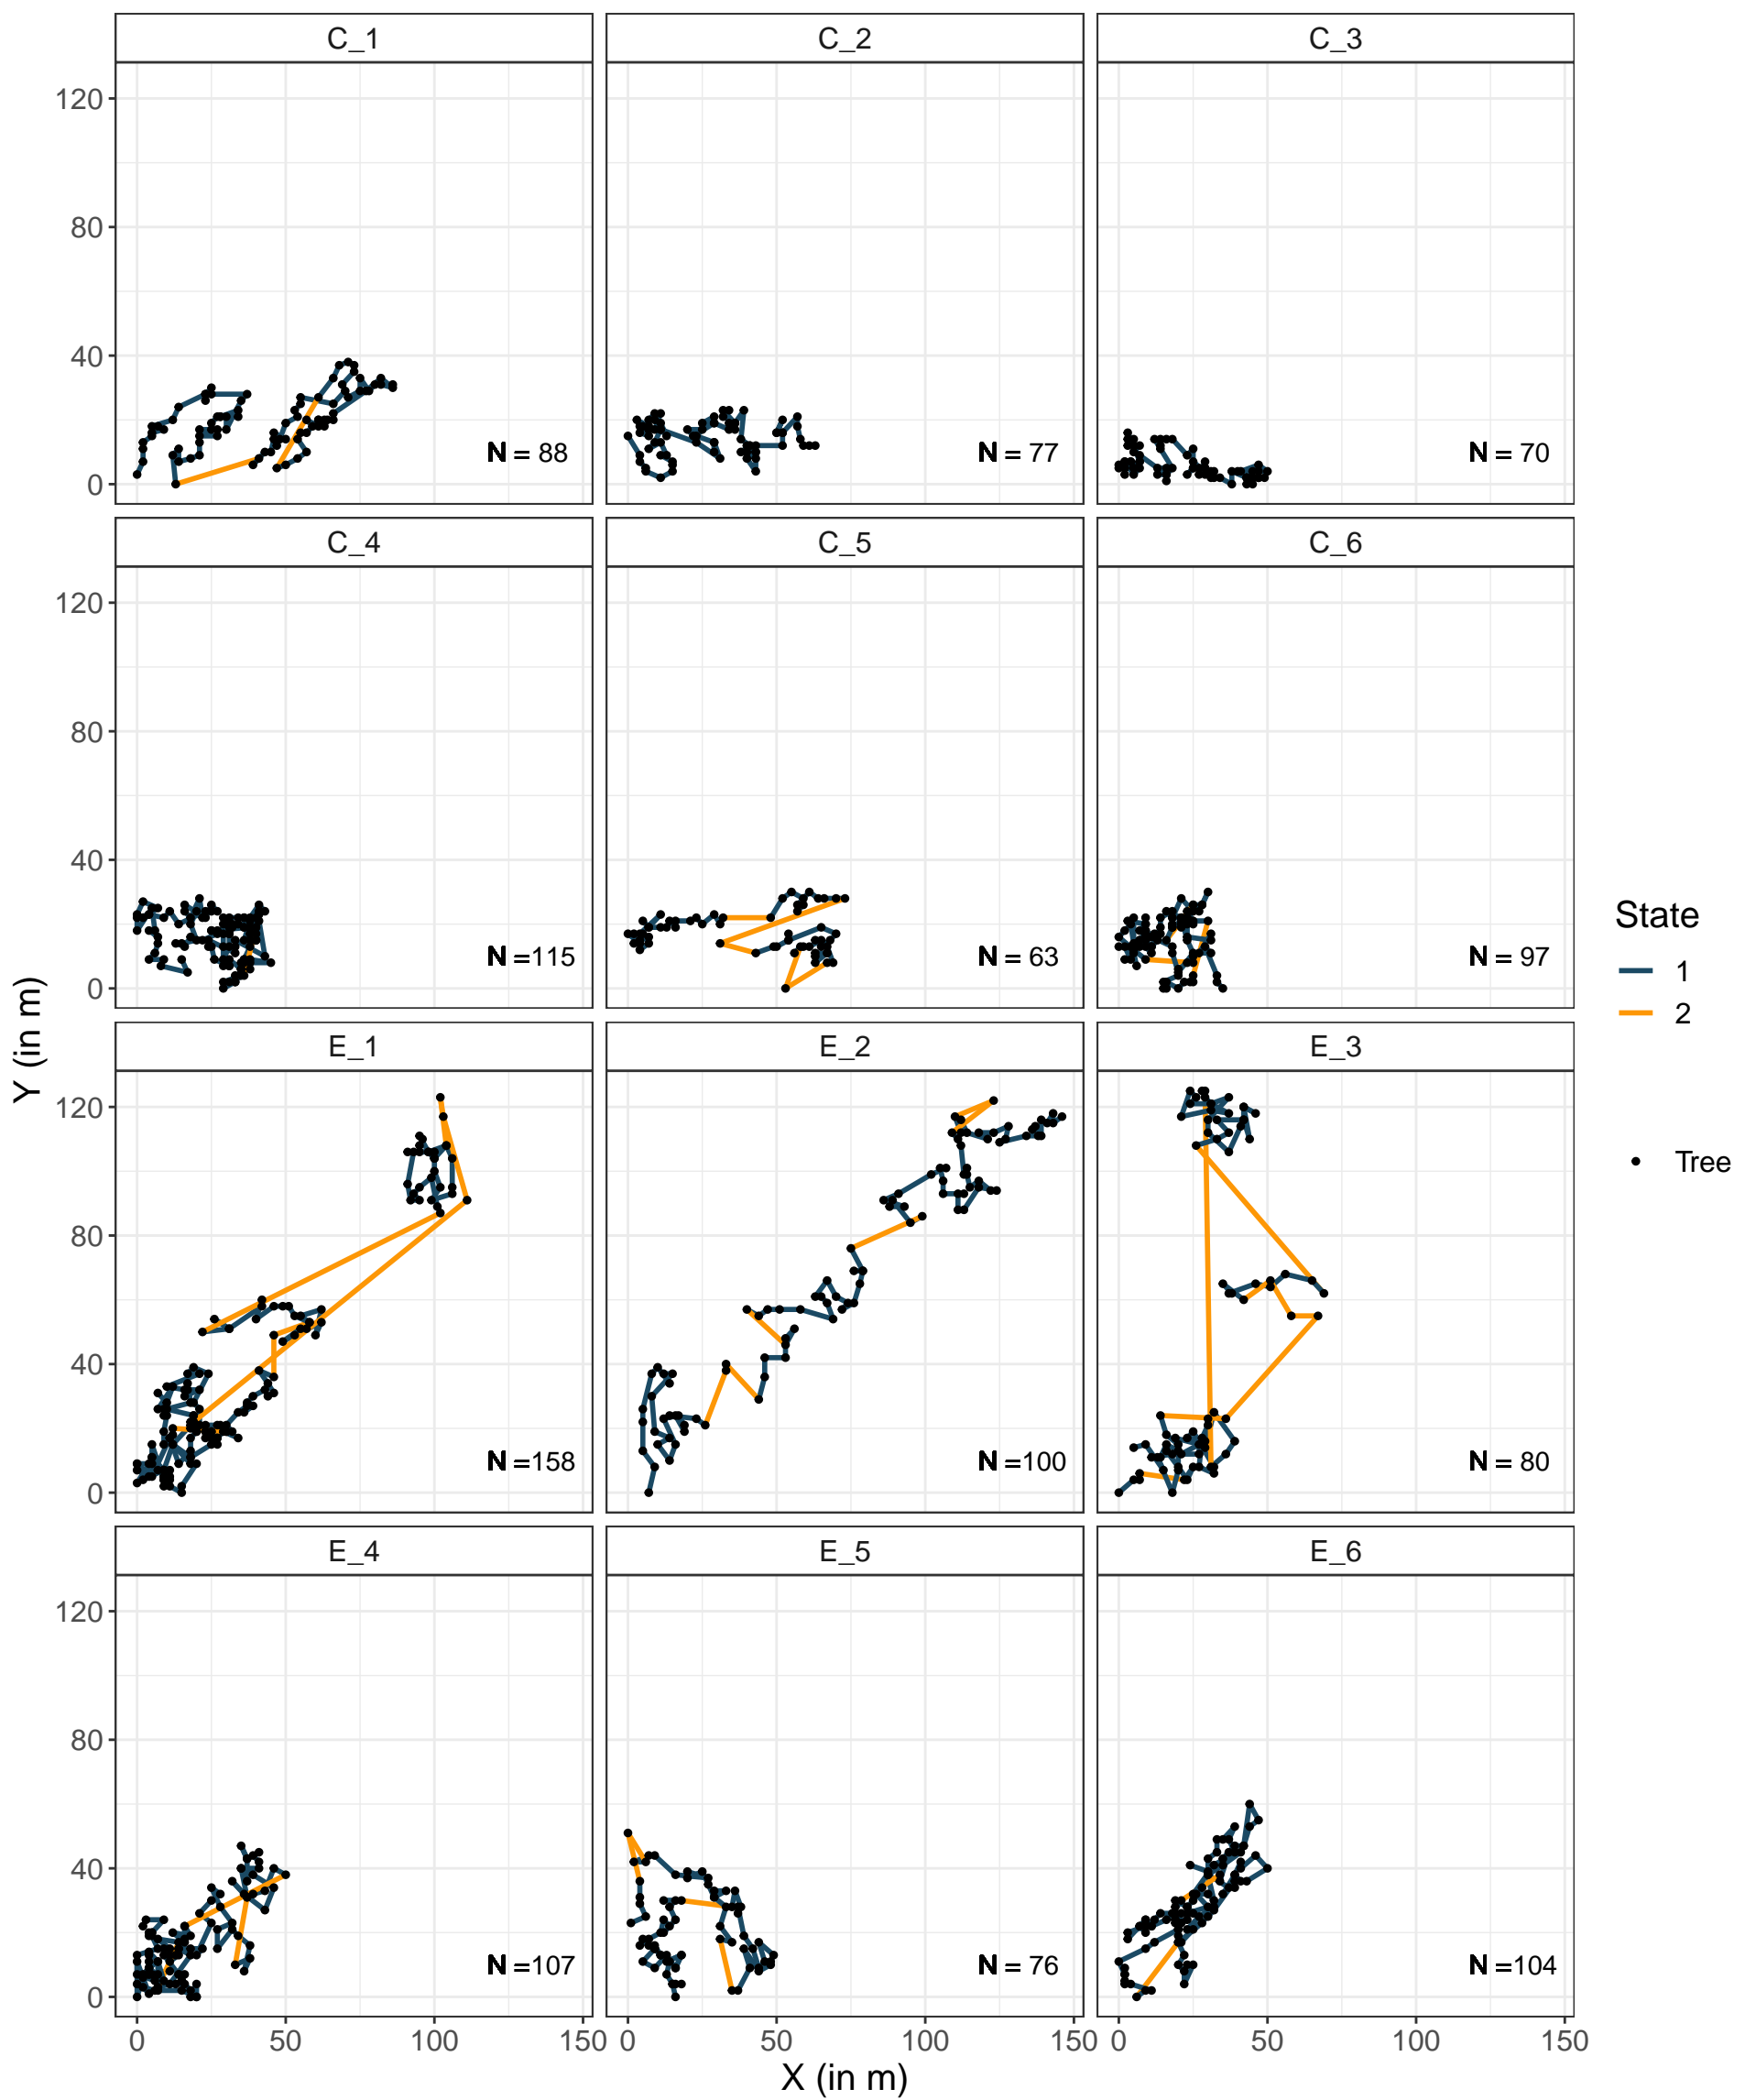 C_1 C_2 C_3
120
80
40
0
N = 88 N = 77 N = 70
C_4 C_5 C_6
120
80
40
0
N =115 N = 63 N = 97
E_1 E_2 E_3
120
80
40
0
N =158 N =100 N = 80
E_4 E_5 E_6
120
80
40
0
N =107 N = 76 N =104
0 50 100 150 0 50 100 150 0 50 100 150
X (in m)
Y (in m)
State
1
2
Tree